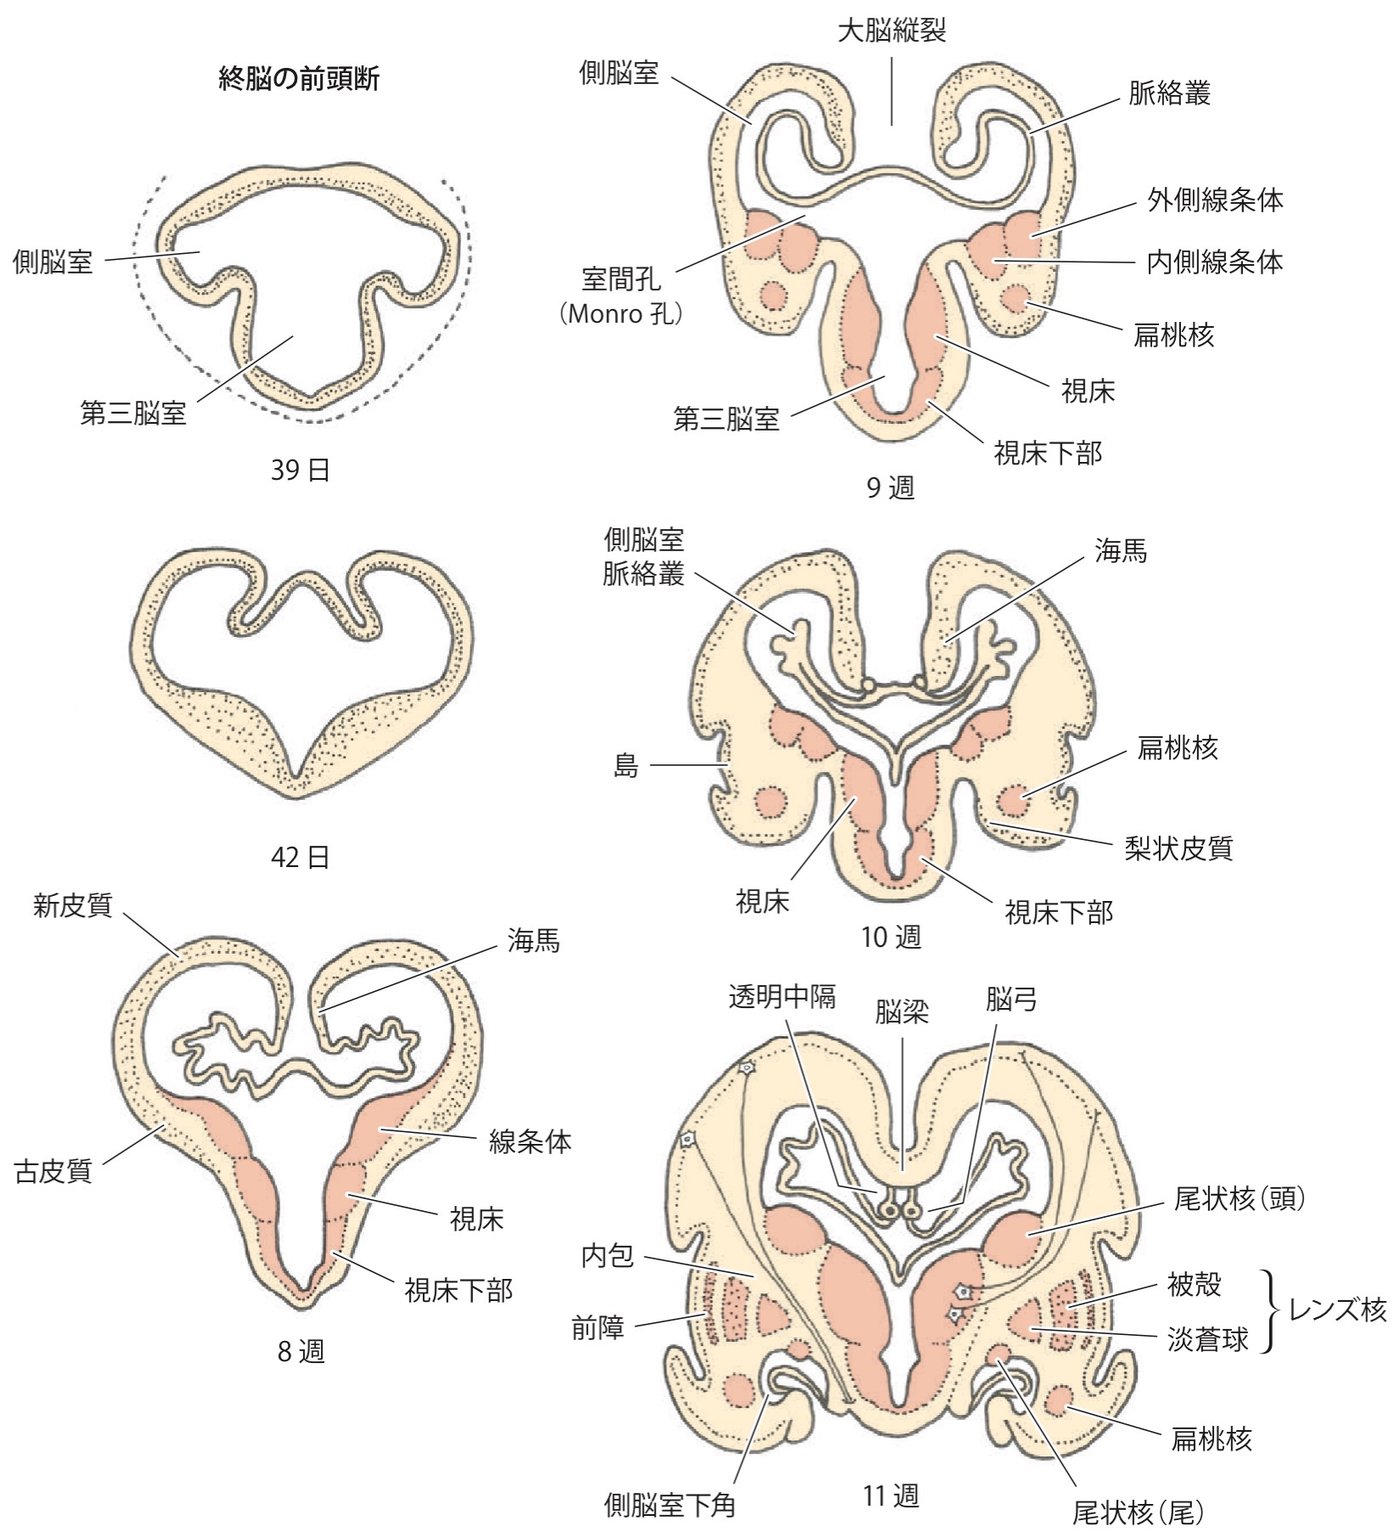 終脳の前頭断
側脳室
第三脳室
39 日
42 日
新皮質
海馬
古皮質
線条体
視床
視床下部
8 週
大脳縦裂
側脳室
脈絡叢
外側線条体
内側線条体
室間孔
(Monro 孔)
扁桃核
視床
第三脳室
視床下部
9 週
側脳室
脈絡叢
海馬
島
扁桃核
梨状皮質
視床
視床下部
10 週
透明中隔
脳梁
脳弓
尾状核(頭)
内包
被殻
レンズ核
前障
淡蒼球
扁桃核
側脳室下角
尾状核(尾)
11 週